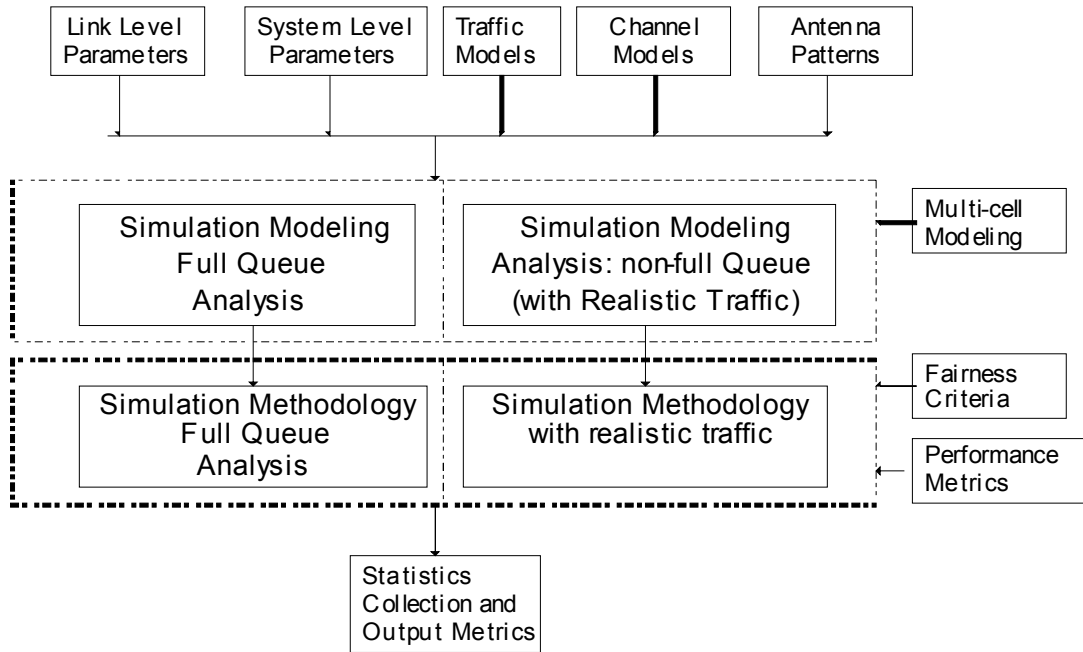 Link Level
Parameters
System Level
Parameters
Traffic
Models
Channel
Models
Antenna
Patterns
Simulation Modeling
Full Queue
Analysis
Simulation Modeling
Analysis: non-full Queue
(with Realistic Traffic)
Multi-cell
Modeling
Simulation Methodology
Full Queue
Analysis
Simulation Methodology
with realistic traffic
Fairness
Criteria
Performance
Metrics
Statistics
Collection and
Output Metrics